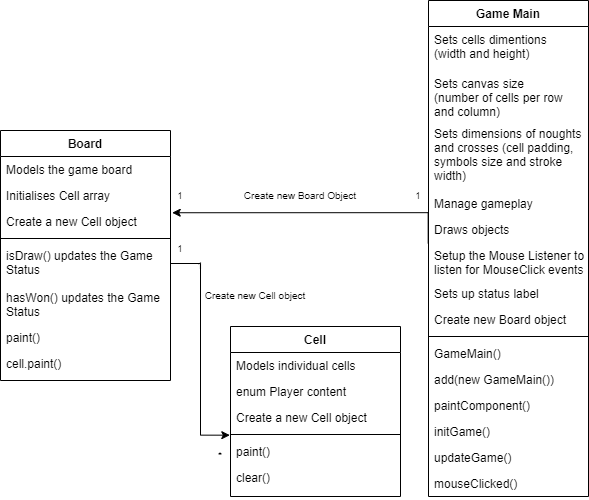 Game Main
Sets cells dimentions
(width and height)
Sets canvas size
(number of cells per row
and column)
Sets dimensions of noughts
and crosses (cell padding,
symbols size and stroke
width)
Manage gameplay
Draws objects
Setup the Mouse Listener to
listen for MouseClick events
Sets up status label
Create new Board object
GameMain()
add(new GameMain())
paintComponent()
initGame()
updateGame()
mouseClicked()
Board
Models the game board
Initialises Cell array
Create a new Cell object
isDraw() updates the Game
Status
hasWon() updates the Game
Status
paint()
cell.paint()
1
Create new Board Object
1
1
Create new Cell object
Cell
Models individual cells
enum Player content
Create a new Cell object
paint()
clear()